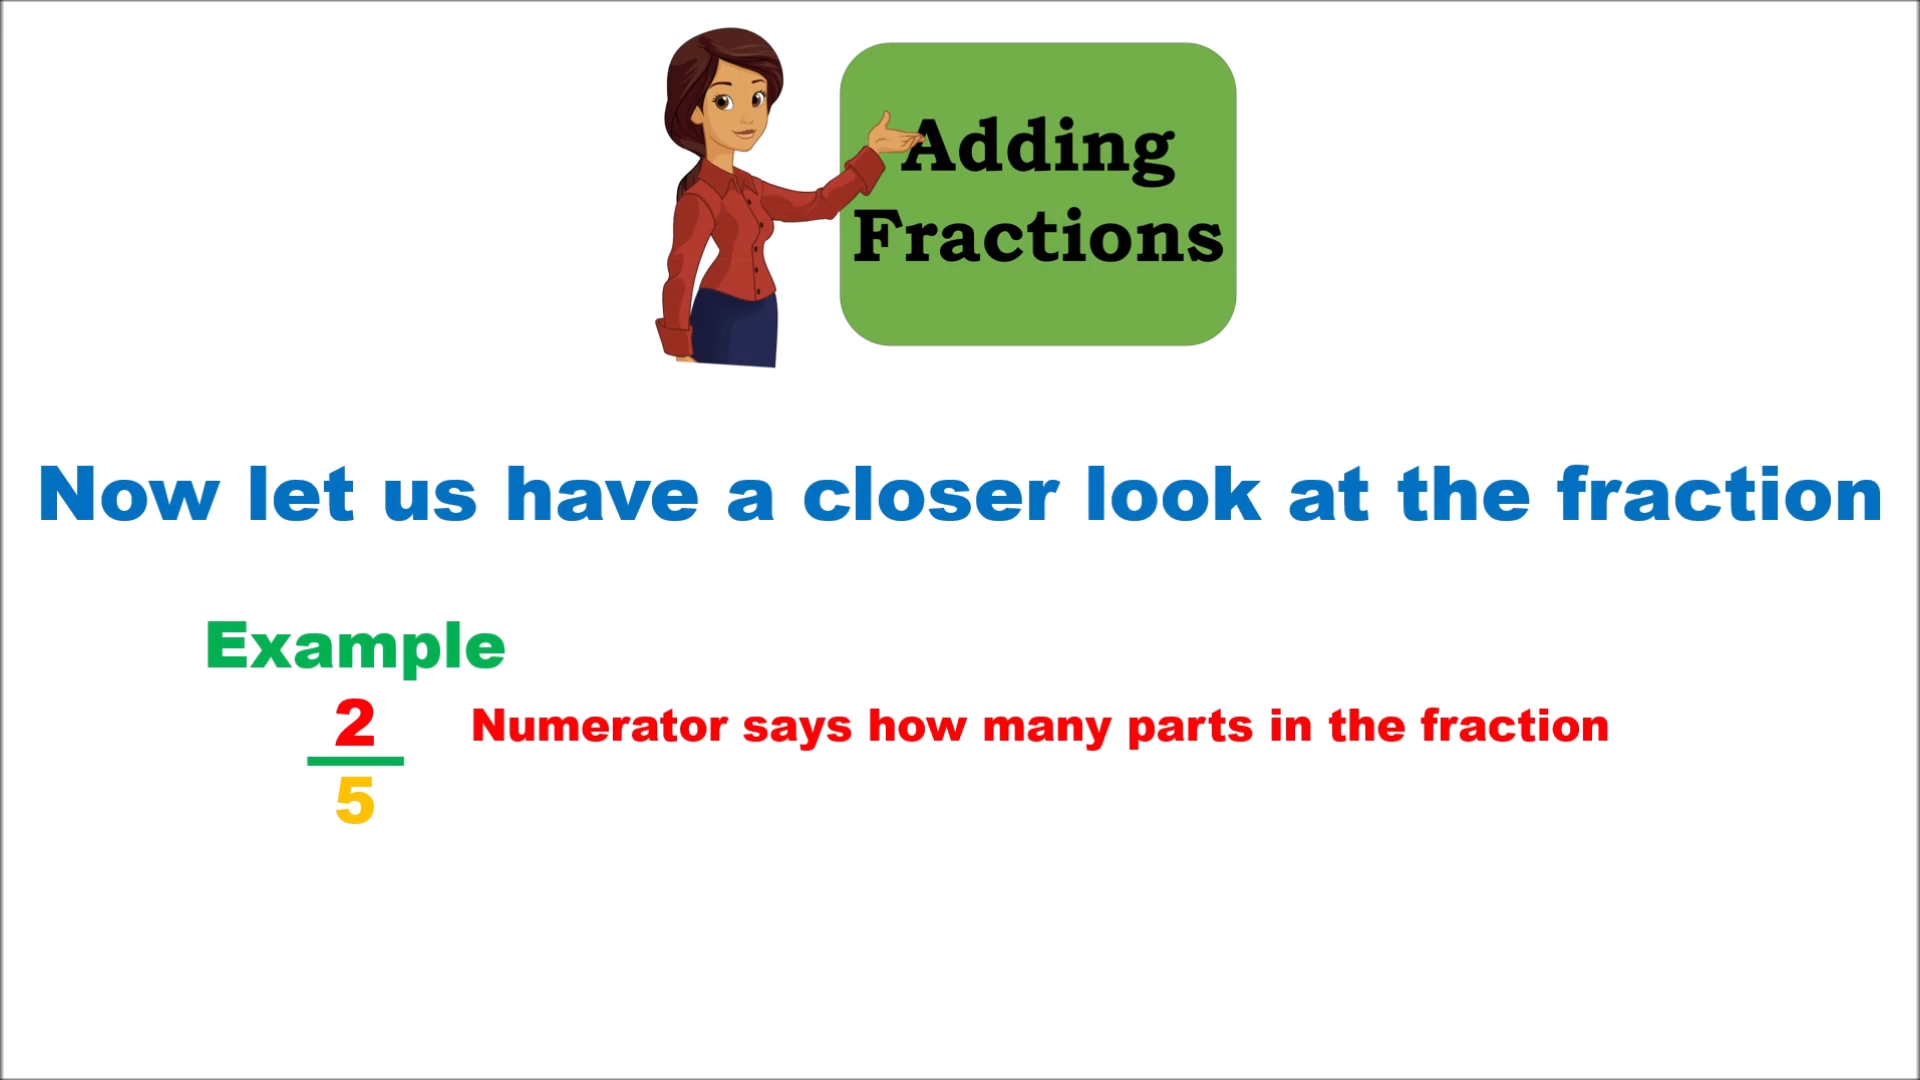 Adding
Fractions
Now let us have a closer look at the fraction
Example
2
Numerator says how many parts in the fraction
5